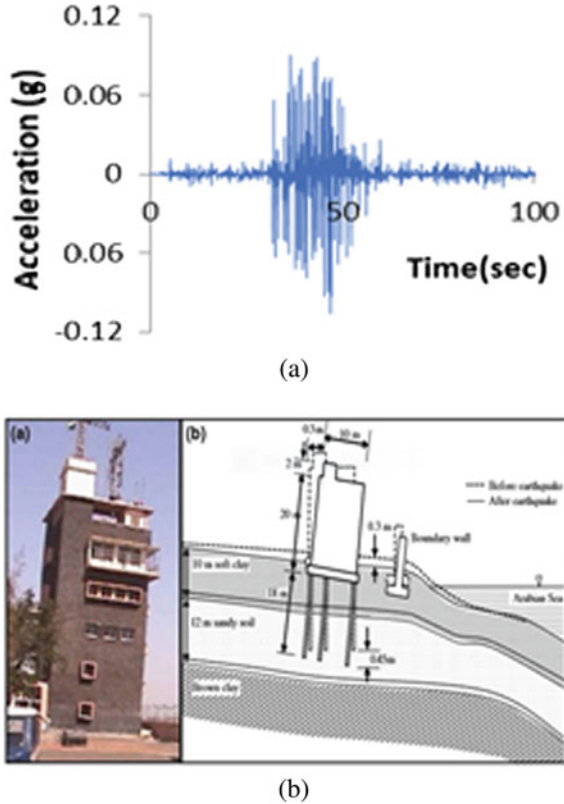 0.12
0.06
0
0.06
-0.12
Acceleration (g)
0
50
100
Time(sec)
(a)
(a)
(b)
0.3m
10 m
2 m
20
0.3 m
Before earthquake
After earthquake
Boundary wall
10 m soft clay
Arabian Sea
18 m
12 m sandy soil
0.45m
Brown clay
(b)